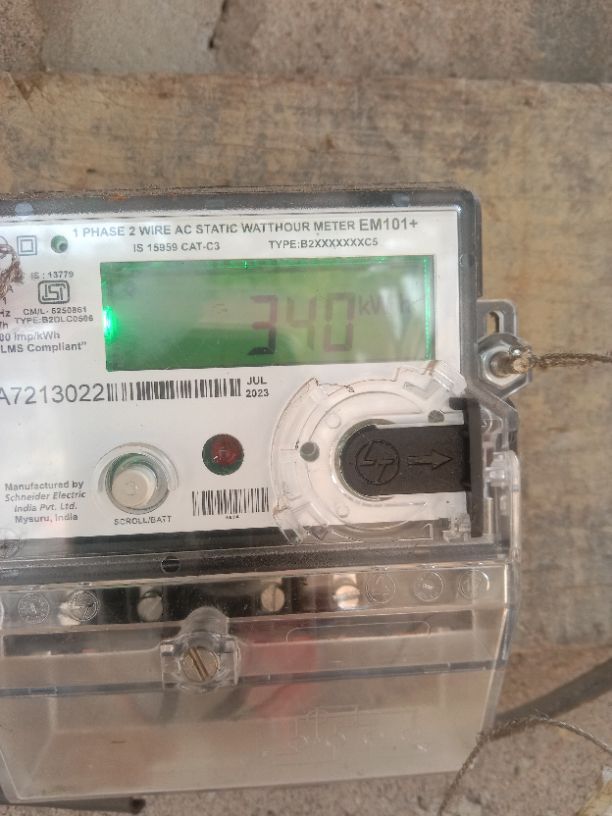 1 PHASE 2 WIRE AC STATIC WATTHOUR METER EM101+
IS 15959 CAT-C3 TYPE:B2XXXXXXXC5
IS : 13779
CM/L- 6250861
TYPE:B2DLC0506
00 imp/kWh
LMS Compliant"
340 kWh
A7213022
JUL
2023
Manufactured by
Schneider Electric
India Pvt. Ltd.
Mysuru, India
SCROLL/BATT